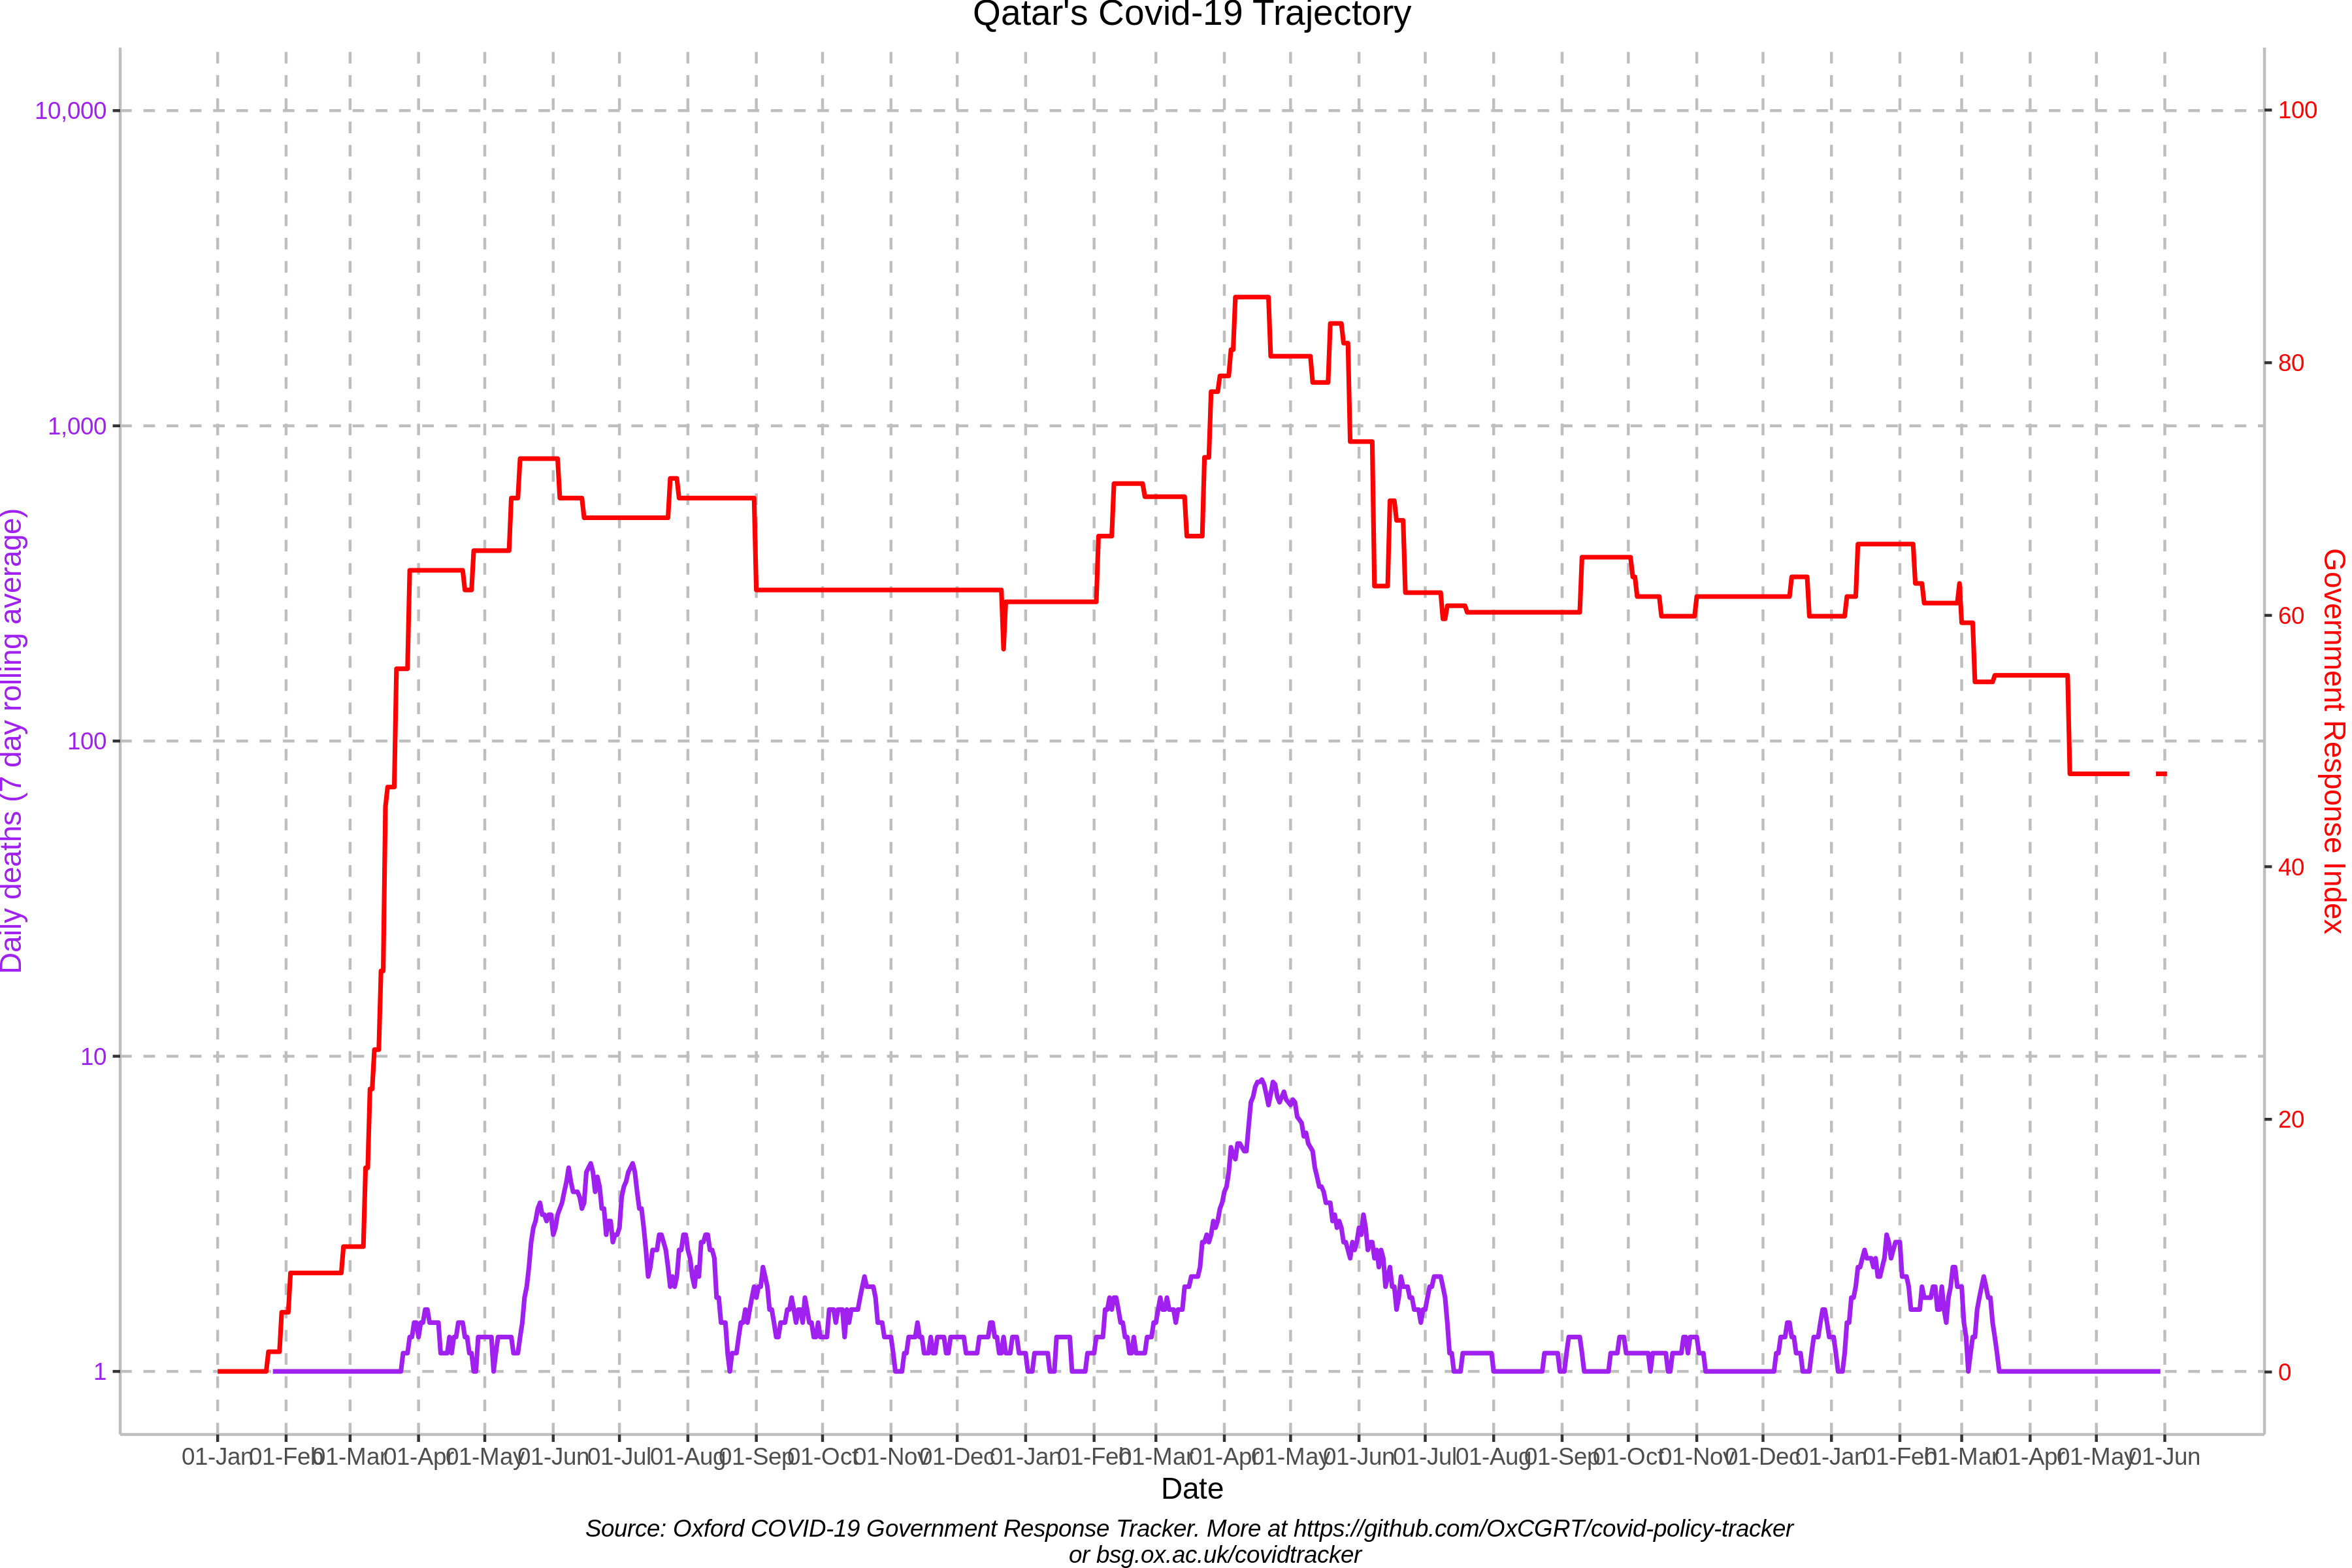 Qatar's Covid-19 Trajectory
10,000
1,000
100
10
1
Daily deaths (7 day rolling average)
100
80
60
40
20
0
Government Response Index
01-Jan 01-Feb 01-Mar 01-Apr 01-May 01-Jun 01-Jul 01-Aug 01-Sep 01-Oct 01-Nov 01-Dec 01-Jan 01-Feb 01-Mar 01-Apr 01-May 01-Jun 01-Jul 01-Aug 01-Sep 01-Oct 01-Nov 01-Dec 01-Jan 01-Feb 01-Mar 01-Apr 01-May 01-Jun
Date
Source: Oxford COVID-19 Government Response Tracker. More at https://github.com/OxCGRT/covid-policy-tracker
or bsg.ox.ac.uk/covidtracker